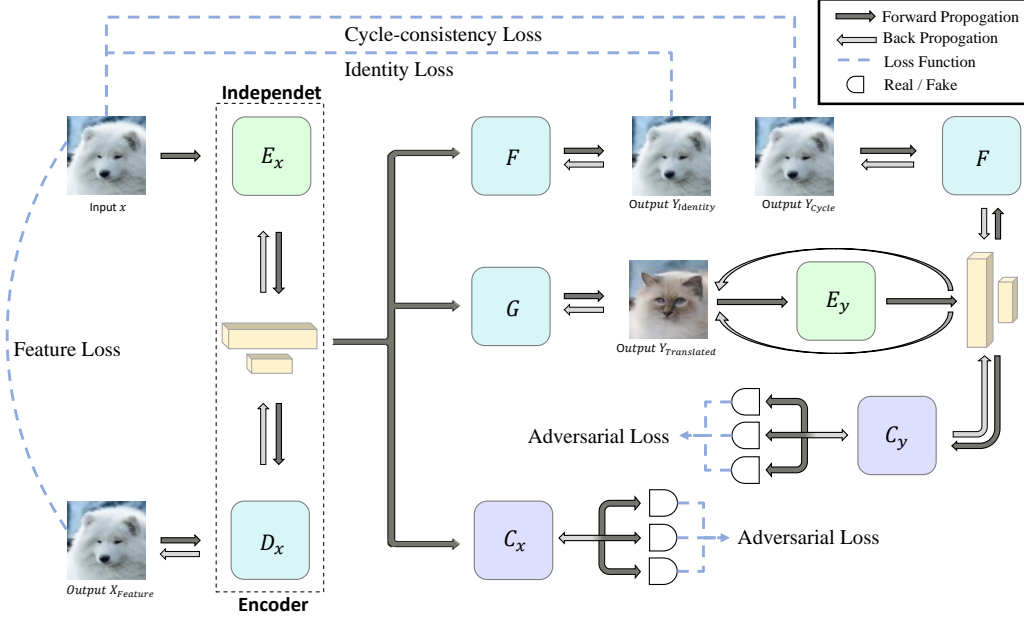 Cycle-consistency Loss
Identity Loss
Forward Propogation
Back Propogation
Loss Function
Real / Fake
Independet
E_x
F
F
Input x
Output Y_Identity
Output Y_Cycle
G
E_y
Output Y_Translated
Feature Loss
Adversarial Loss
C_y
D_x
C_x
Adversarial Loss
Output X_Feature
Encoder